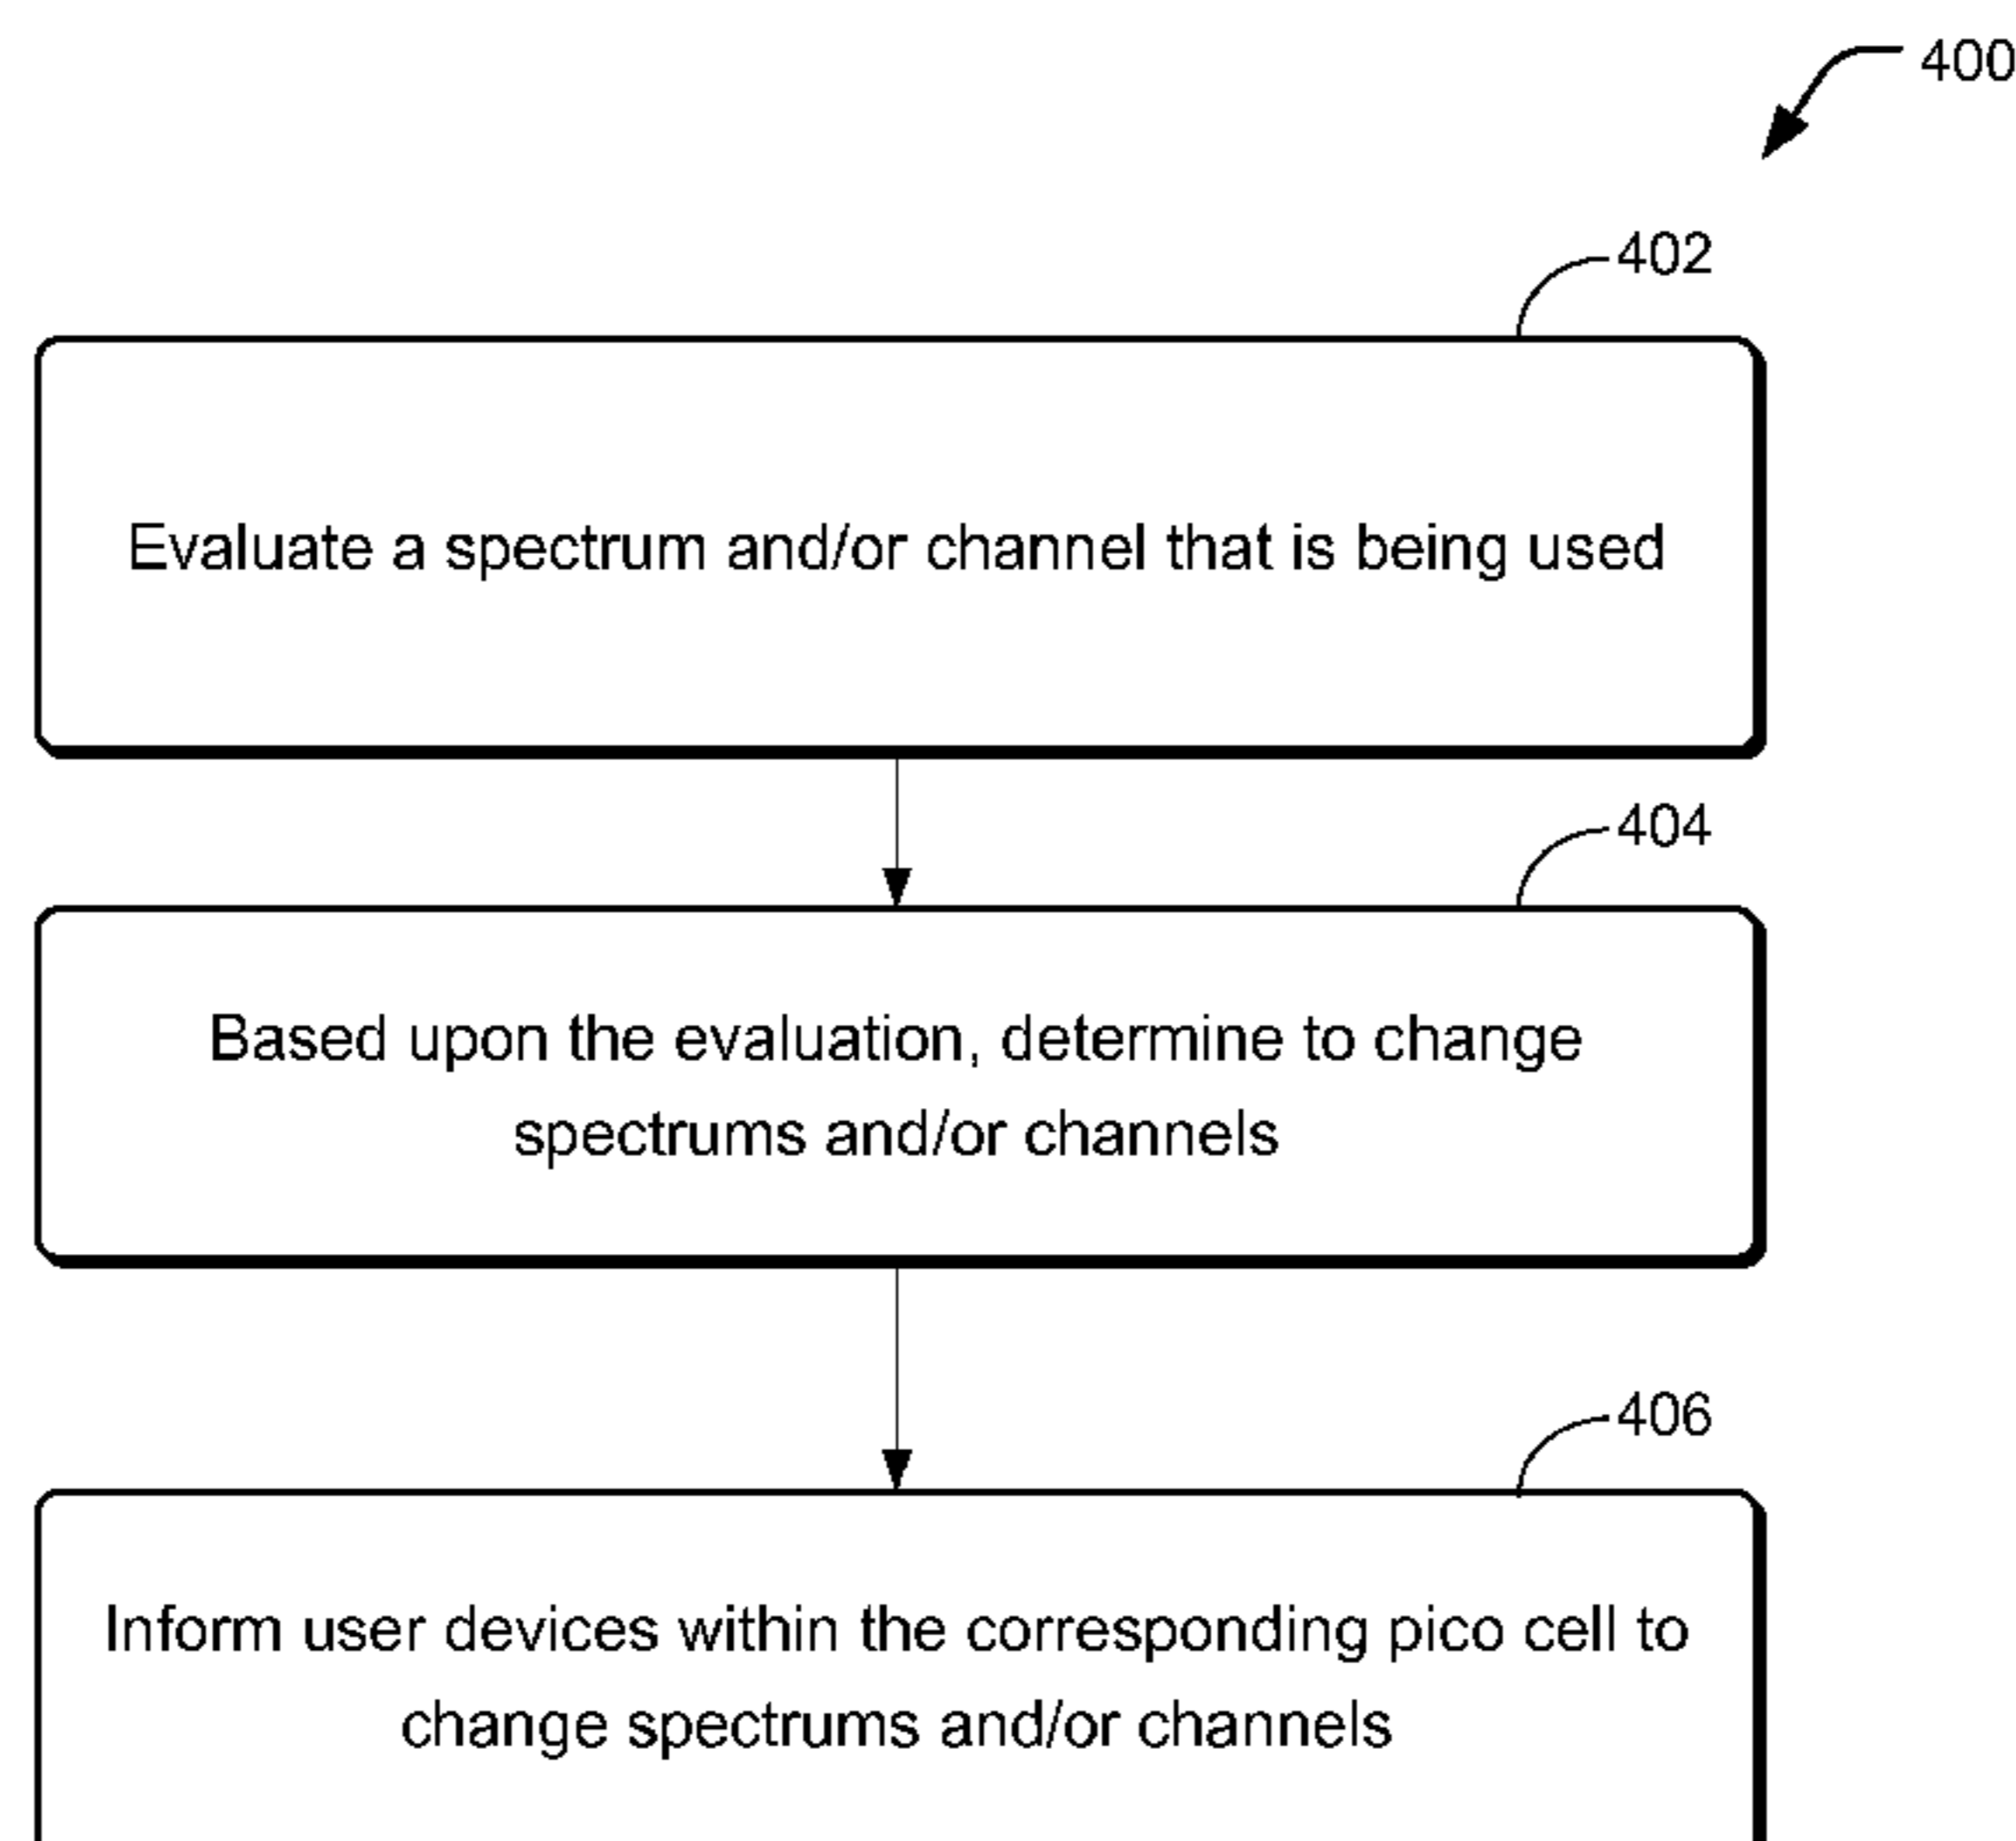 400
402
Evaluate a spectrum and/or channel that is being used
404
Based upon the evaluation, determine to change
spectrums and/or channels
406
Inform user devices within the corresponding pico cell to
change spectrums and/or channels